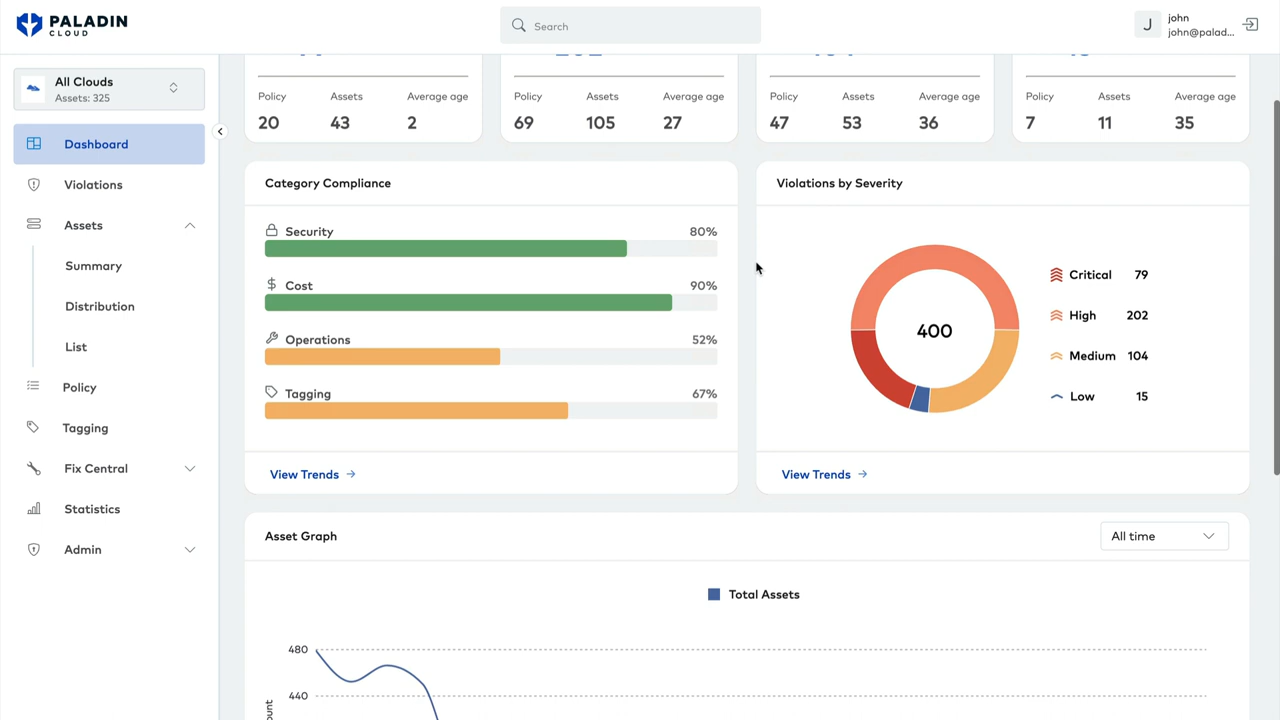 PALADIN
CLOUD
Search
J
john
john@palad...
All Clouds
Assets: 325
Dashboard
Violations
Assets
Summary
Distribution
List
Policy
Tagging
Fix Central
Statistics
Admin
Policy Assets Average age
20 43 2
Policy Assets Average age
69 105 27
Policy Assets Average age
47 53 36
Policy Assets Average age
7 11 35
Category Compliance
Security 80%
Cost 90%
Operations 52%
Tagging 67%
View Trends
Violations by Severity
400
Critical 79
High 202
Medium 104
Low 15
View Trends
Asset Graph
All time
Total Assets
480
440